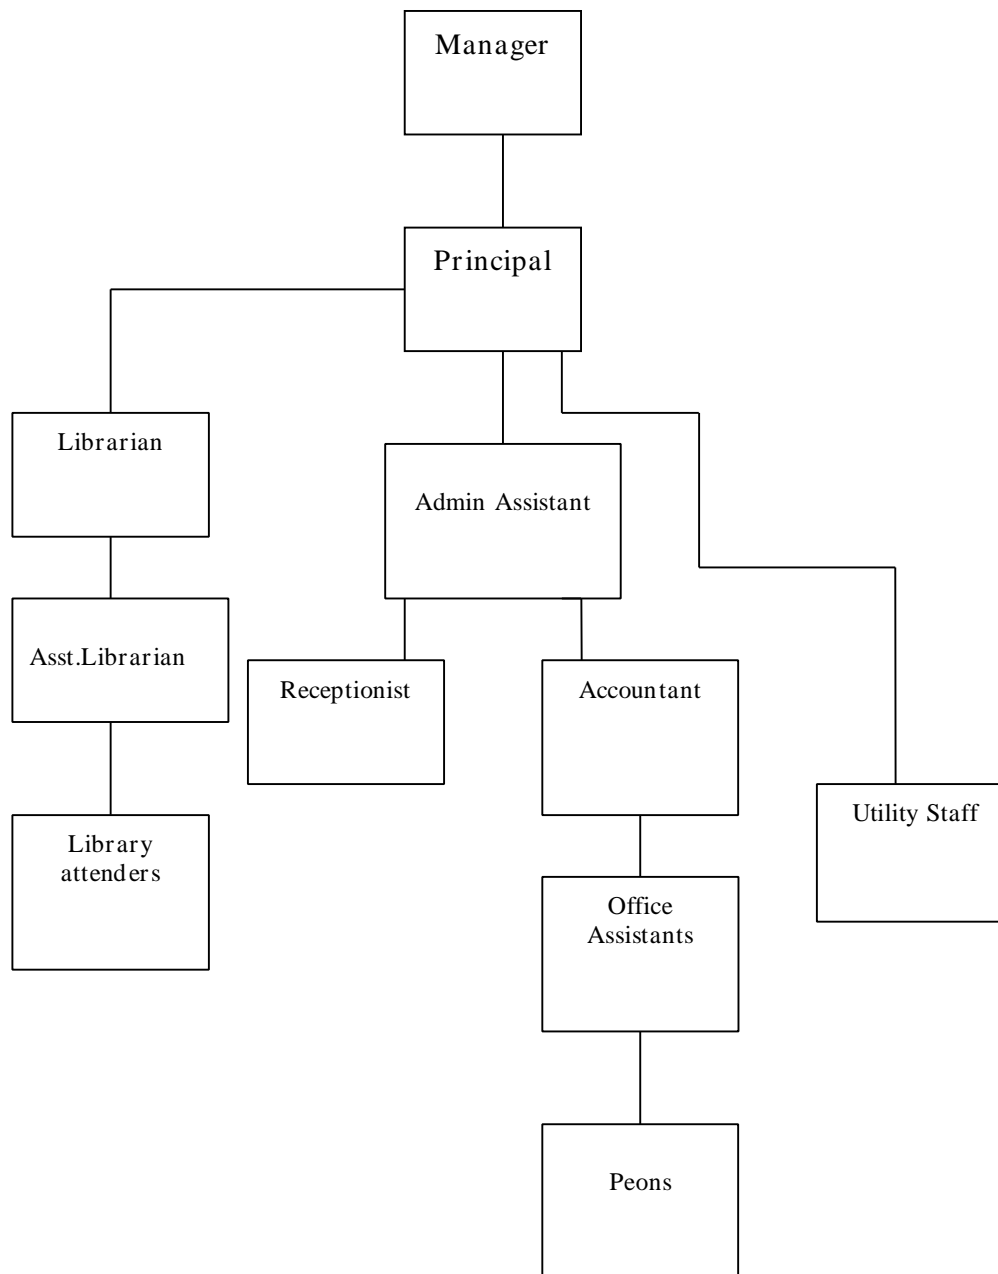 Manager
Principal
Librarian
Admin Assistant
Asst.Librarian
Receptionist
Accountant
Utility Staff
Library
attenders
Office
Assistants
Peons